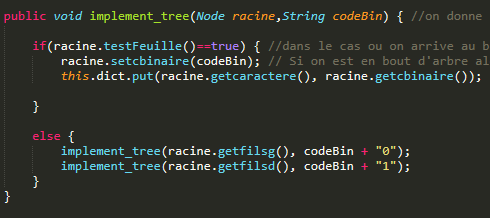 public void implement_tree(Node racine,String codeBin) { //on donne
if(racine.testFeuille()==true) { //dans le cas ou on arrive au b
racine.setcbinaire(codeBin); // Si on est en bout d'arbre al
this.dict.put(racine.getcaractere(), racine.getcbinaire());
}
else {
implement_tree(racine.getfilsg(), codeBin + "0");
implement_tree(racine.getfilsd(), codeBin + "1");
}
}